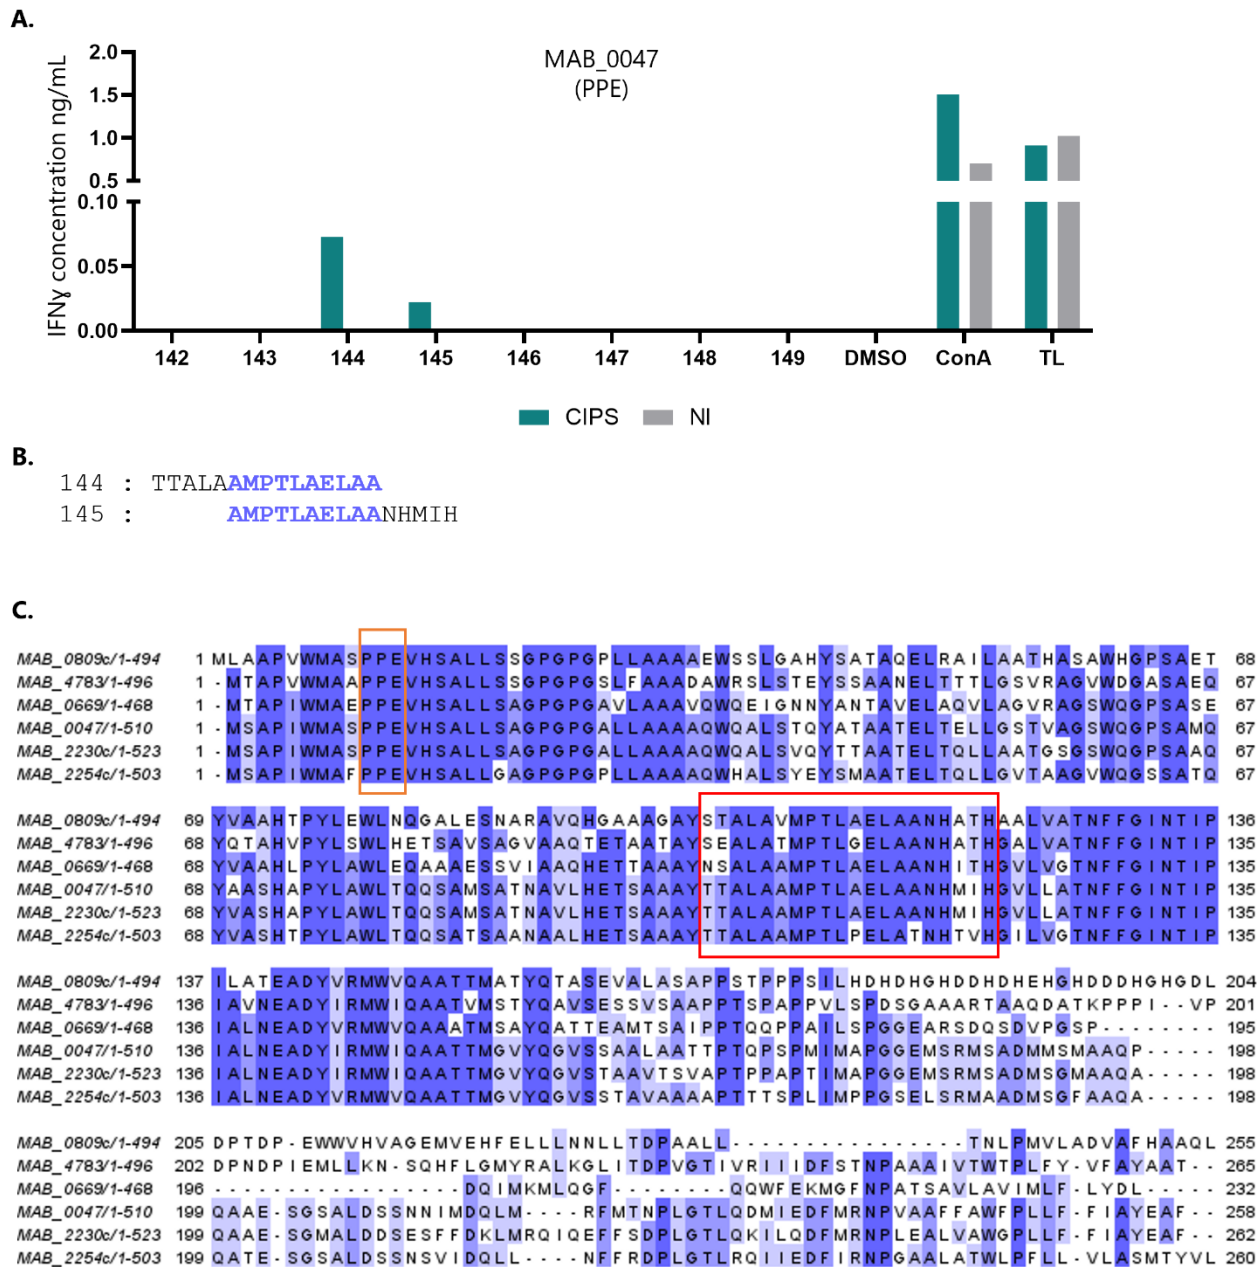 A.
MAB_0047
(PPE)
IFNγ concentration ng/mL
2.0
1.5
1.0
0.5
0.10
0.05
0.00
142 143 144 145 146 147 148 149 DMSO ConA TL
CIPS NI
B.
144 : TTALAAMPTLAELAA
145 : AMPTLAELAANHMIH
C.
MAB_0809c/1-494 1 MLAAPVWMASPPEVHSALLSSGPGPGPLLAAAAEWSSLGAHYSATAQELRAILAATHASAWHGPSAET 68
MAB_4783/1-496 1 -MTAPVWMAAPPEVHSALLSSGPGPGSLFAAADAWRSLSTEYSSAANELTTTLGSVRAGVWDGASAEQ 67
MAB_0669/1-468 1 -MTAPIWMAEPPEVHSALLSAGPGPGAVLAAAVQWQEIGNNYANTAVELAQVLAGVRAGSWQGPSASE 67
MAB_0047/1-510 1 -MSAPIWMASPPEVHSALLSAGPGPGALLAAAAQWQALSTQYATAATELTELLGSTVAGSWQGPSAMQ 67
MAB_2230c/1-523 1 -MSAPIWMASPPEVHSALLSAGPGPGALLAAAAQWQALSVQYTTAATELTQLLAATGSGSWQGPSAAQ 67
MAB_2254c/1-503 1 -MSAPIWMAFPPEVHSALLGAGPGPGPLLAAAAQWHALSYEYSMAATELTQLLGVTAAGVWQGSSATQ 67
MAB_0809c/1-494 69 YVAAHTPYLEWLNQGALESNARAVQHGAAAGAYSTALAVMPTLAELAANHATHAALVATNFFGINTIP 136
MAB_4783/1-496 68 YQTAHVPYLSWLHETSAVSAGVAAQTETAATAYSEALATMPTLGELAANHATHGALVATNFFGINTIP 135
MAB_0669/1-468 68 YVAAHLPYLAWLEQAAAESSVIAAQHETTAAAYNSALAAMPTLAELAANHITHGALVGTNFFGINTIP 135
MAB_0047/1-510 68 YAASHAPYLAWLTQQSAMSATNAVLHETSAAAYTTALAAMPTLAELAANHMIHGVLLATNFFGINTIP 135
MAB_2230c/1-523 68 YVASHAPYLAWLTQQSAMSATNAVLHETSAAAYTTALAAMPTLAELAANHMIHGVLLATNFFGINTIP 135
MAB_2254c/1-503 68 YVASHTPYLAWLTQQSATSAANAALHETSAAAYTTALAAMPTLPELATNHTVHGILVGTNFFGINTIP 135
MAB_0809c/1-494 137 ILATEADYVRMWVQAATTMATYQTASEVALASAPPSTPPPSILHDHDHGHDDHDHEHGHDDDHGHGDL 204
MAB_4783/1-496 136 IAVNEADYIRMWIQAATVMSTYQAVSESSVSAAPPTSPAPPVLSPDSGAAARTAAQDATKPPPI--VP 201
MAB_0669/1-468 136 IALNEADYVRMWVQAAATMSAYQATTEAMTSAIPPTQQPPAILSPGGEARSDQSDVPGSP-------- 195
MAB_0047/1-510 136 IALNEADYIRMWIQAATTMGVYQGVSSAALAATTPTQPSPMIMAPGGEMSRMSADMMSMAAQP----- 198
MAB_2230c/1-523 136 IALNEADYIRMWIQAATTMGVYQGVSTAAVTSVAPTPPAPTIMAPGGEMSRMSADMSGMAAQA----- 198
MAB_2254c/1-503 136 IALNEADYVRMWVQAATTMGVYQGVSSTAVAAAAPTTTSPLIMPPGSELSRMAADMSGFAAQA----- 198
MAB_0809c/1-494 205 DPTDP-EWWVHVAGEMVEHFELLLNNLLTDPAALL----------------TNLPMVLADVAFHAAQL 255
MAB_4783/1-496 202 DPNDPIEMLLKN-SQHFLGMYRALKGLITDPVGTIVRIIIDFSTNPAAAIVTWTPLFY-VFAYAAT-- 265
MAB_0669/1-468 196 -----------------DQIMKMLQGF--------QQWFEKMGFNPATSAVLAVIMLF-LYDL----- 232
MAB_0047/1-510 199 QAAE-SGSALDSSNNIMDQLM----RFMTNPLGTLQDMIEDFMRNPVAAFFAWFPLLF-FIAYEAF-- 258
MAB_2230c/1-523 199 QAAE-SGMALDDSESFFDKLMRQIQEFFSDPLGTLQKILQDFMRNPLEALVAWGPLLF-FIAYEAF-- 262
MAB_2254c/1-503 199 QATE-SGSALDSSNSVIDQLL----NFFRDPLGTLRQIIEDFIRNPGAALATWLPFLL-VLASMTYVL 260